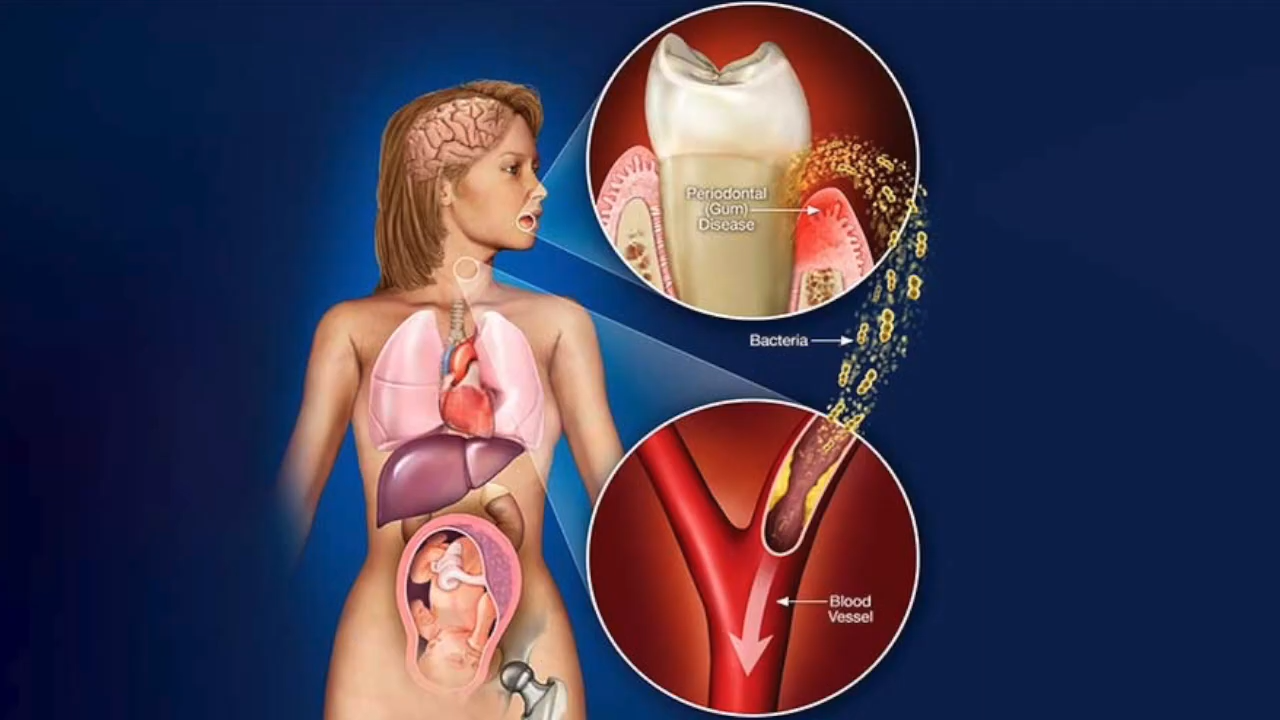 Periodontal
(Gum)
Disease
Bacteria
Blood
Vessel